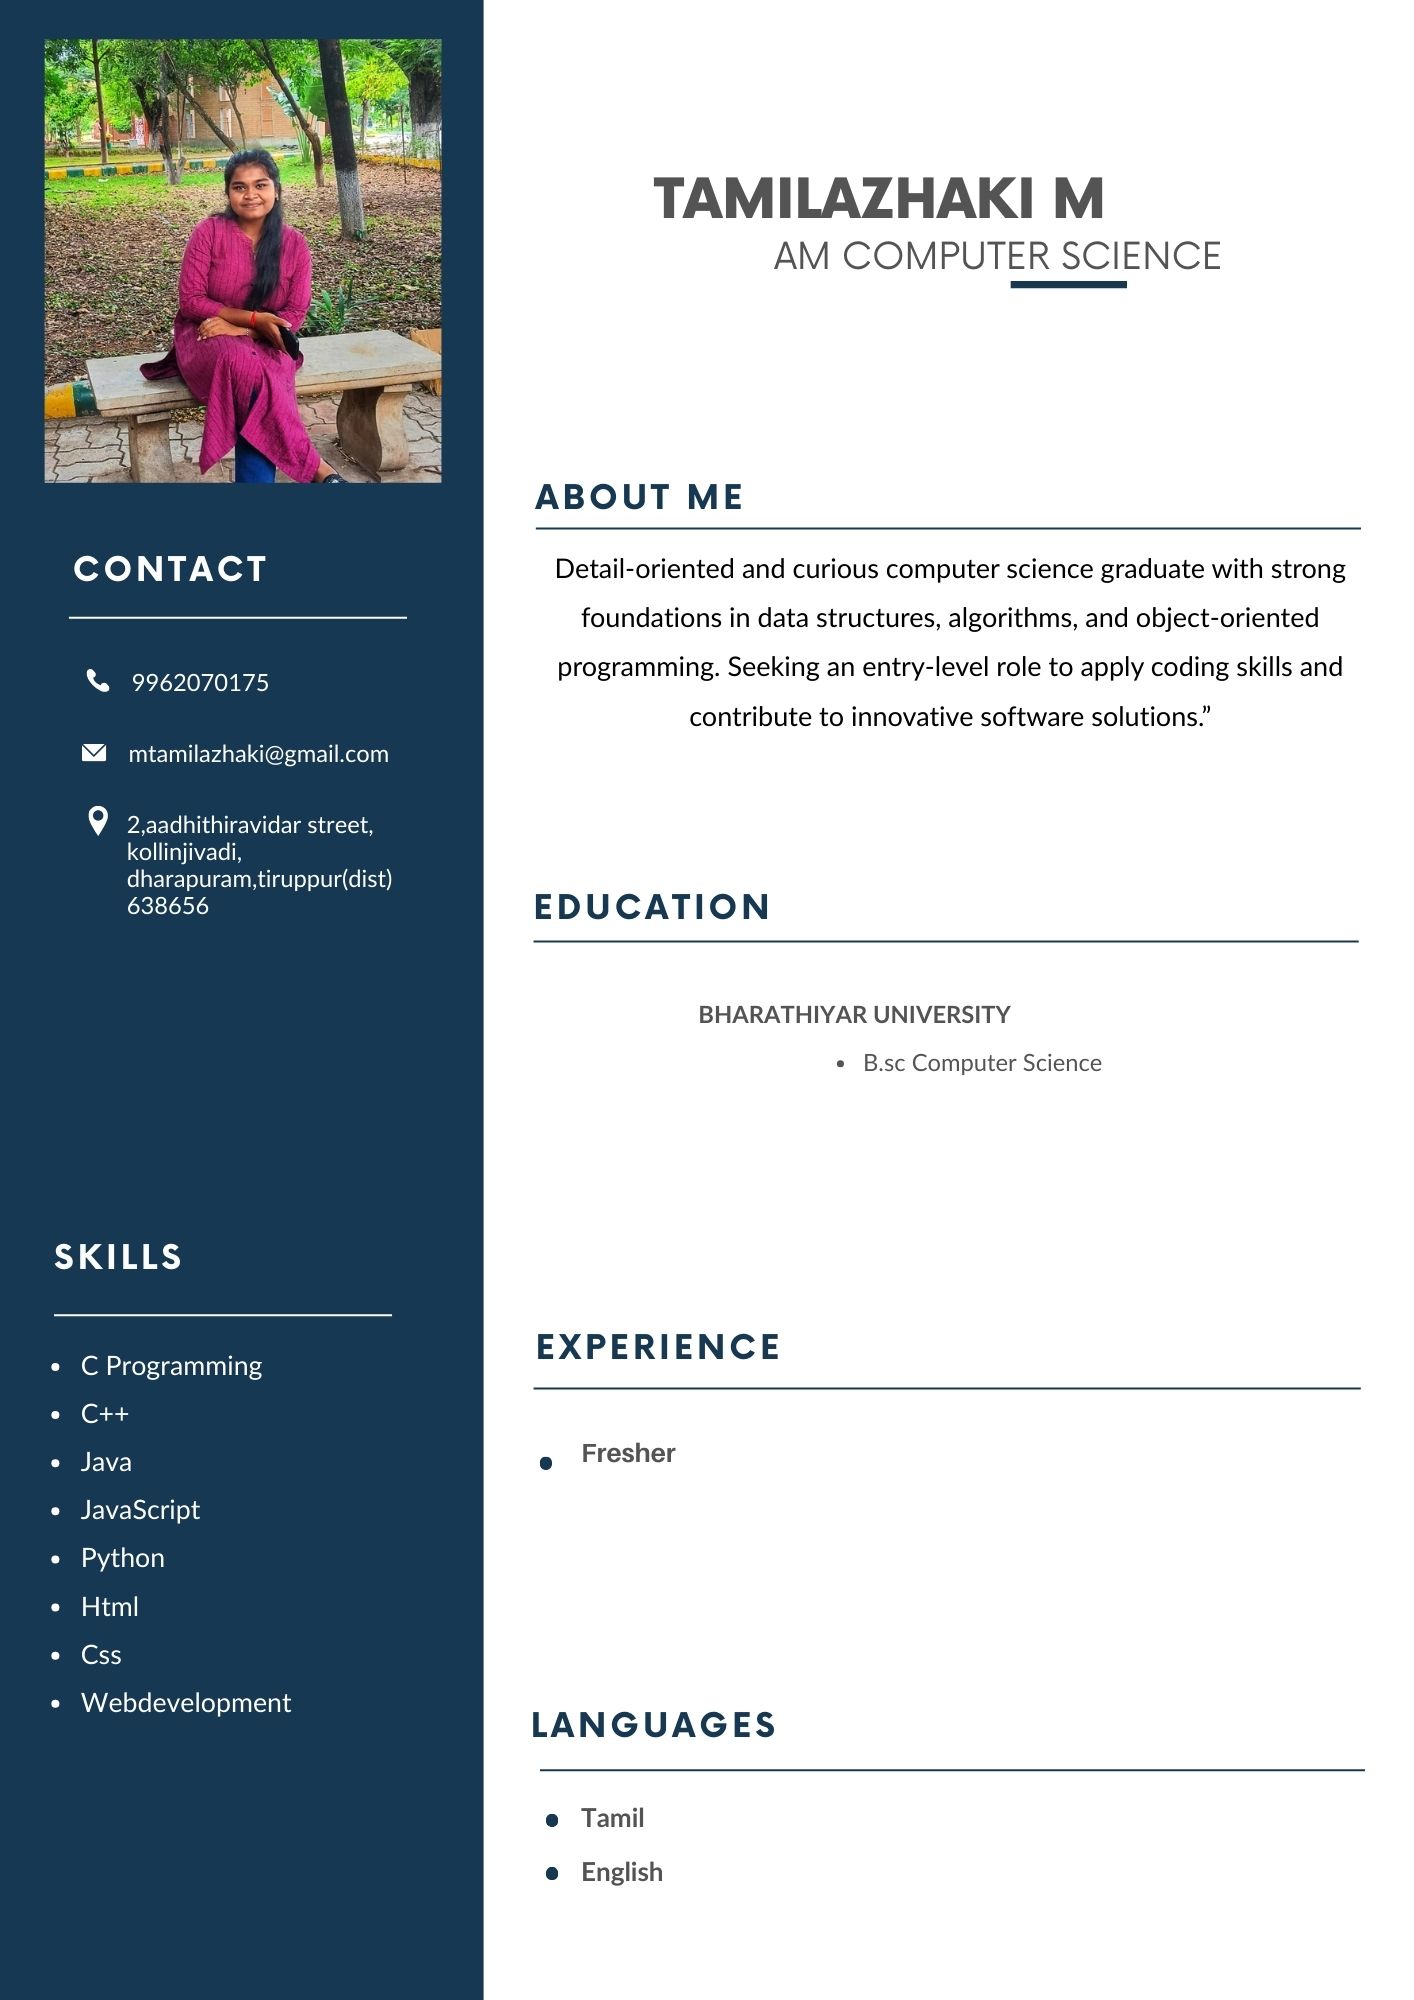 TAMILAZHAKI M
AM COMPUTER SCIENCE
CONTACT
9962070175
mtamilazhaki@gmail.com
2,aadhithiravidar street,
kollinjivadi,
dharapuram,tiruppur(dist)
638656
SKILLS
• C Programming
• C++
• Java
• JavaScript
• Python
• Html
• Css
• Webdevelopment
ABOUT ME
Detail-oriented and curious computer science graduate with strong
foundations in data structures, algorithms, and object-oriented
programming. Seeking an entry-level role to apply coding skills and
contribute to innovative software solutions.”
EDUCATION
BHARATHIYAR UNIVERSITY
• B.sc Computer Science
EXPERIENCE
• Fresher
LANGUAGES
• Tamil
• English